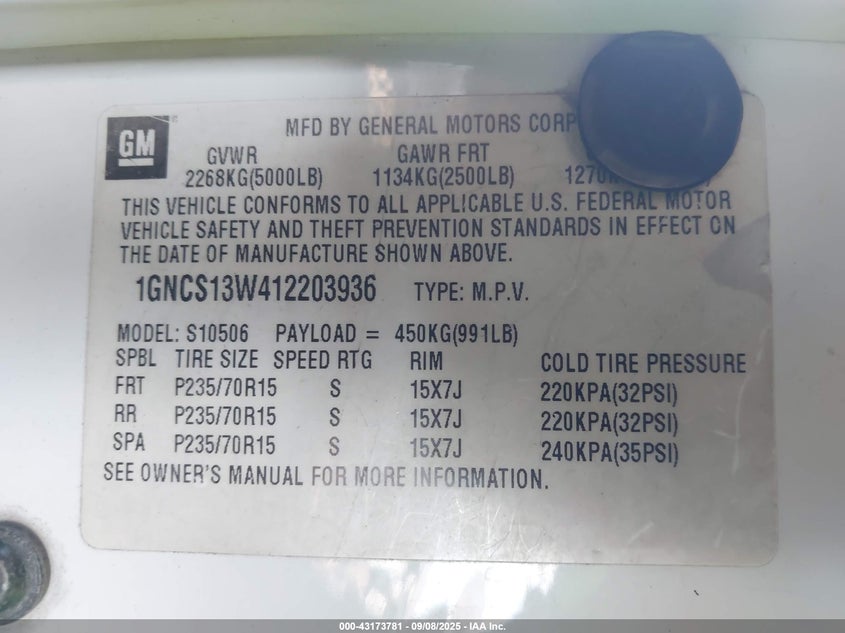 GM
MFD BY GENERAL MOTORS CORP
GVWR GAWR FRT
2268KG(5000LB) 1134KG(2500LB) 1270
THIS VEHICLE CONFORMS TO ALL APPLICABLE U.S. FEDERAL MOTOR
VEHICLE SAFETY AND THEFT PREVENTION STANDARDS IN EFFECT ON
THE DATE OF MANUFACTURE SHOWN ABOVE.
1GNCS13W412203936 TYPE: M.P.V.
MODEL: S10506 PAYLOAD = 450KG(991LB)
SPBL TIRE SIZE SPEED RTG RIM COLD TIRE PRESSURE
FRT P235/70R15 S 15X7J 220KPA(32PSI)
RR P235/70R15 S 15X7J 220KPA(32PSI)
SPA P235/70R15 S 15X7J 240KPA(35PSI)
SEE OWNER'S MANUAL FOR MORE INFORMATION.
000-43173781 - 09/08/2025 - IAA Inc.